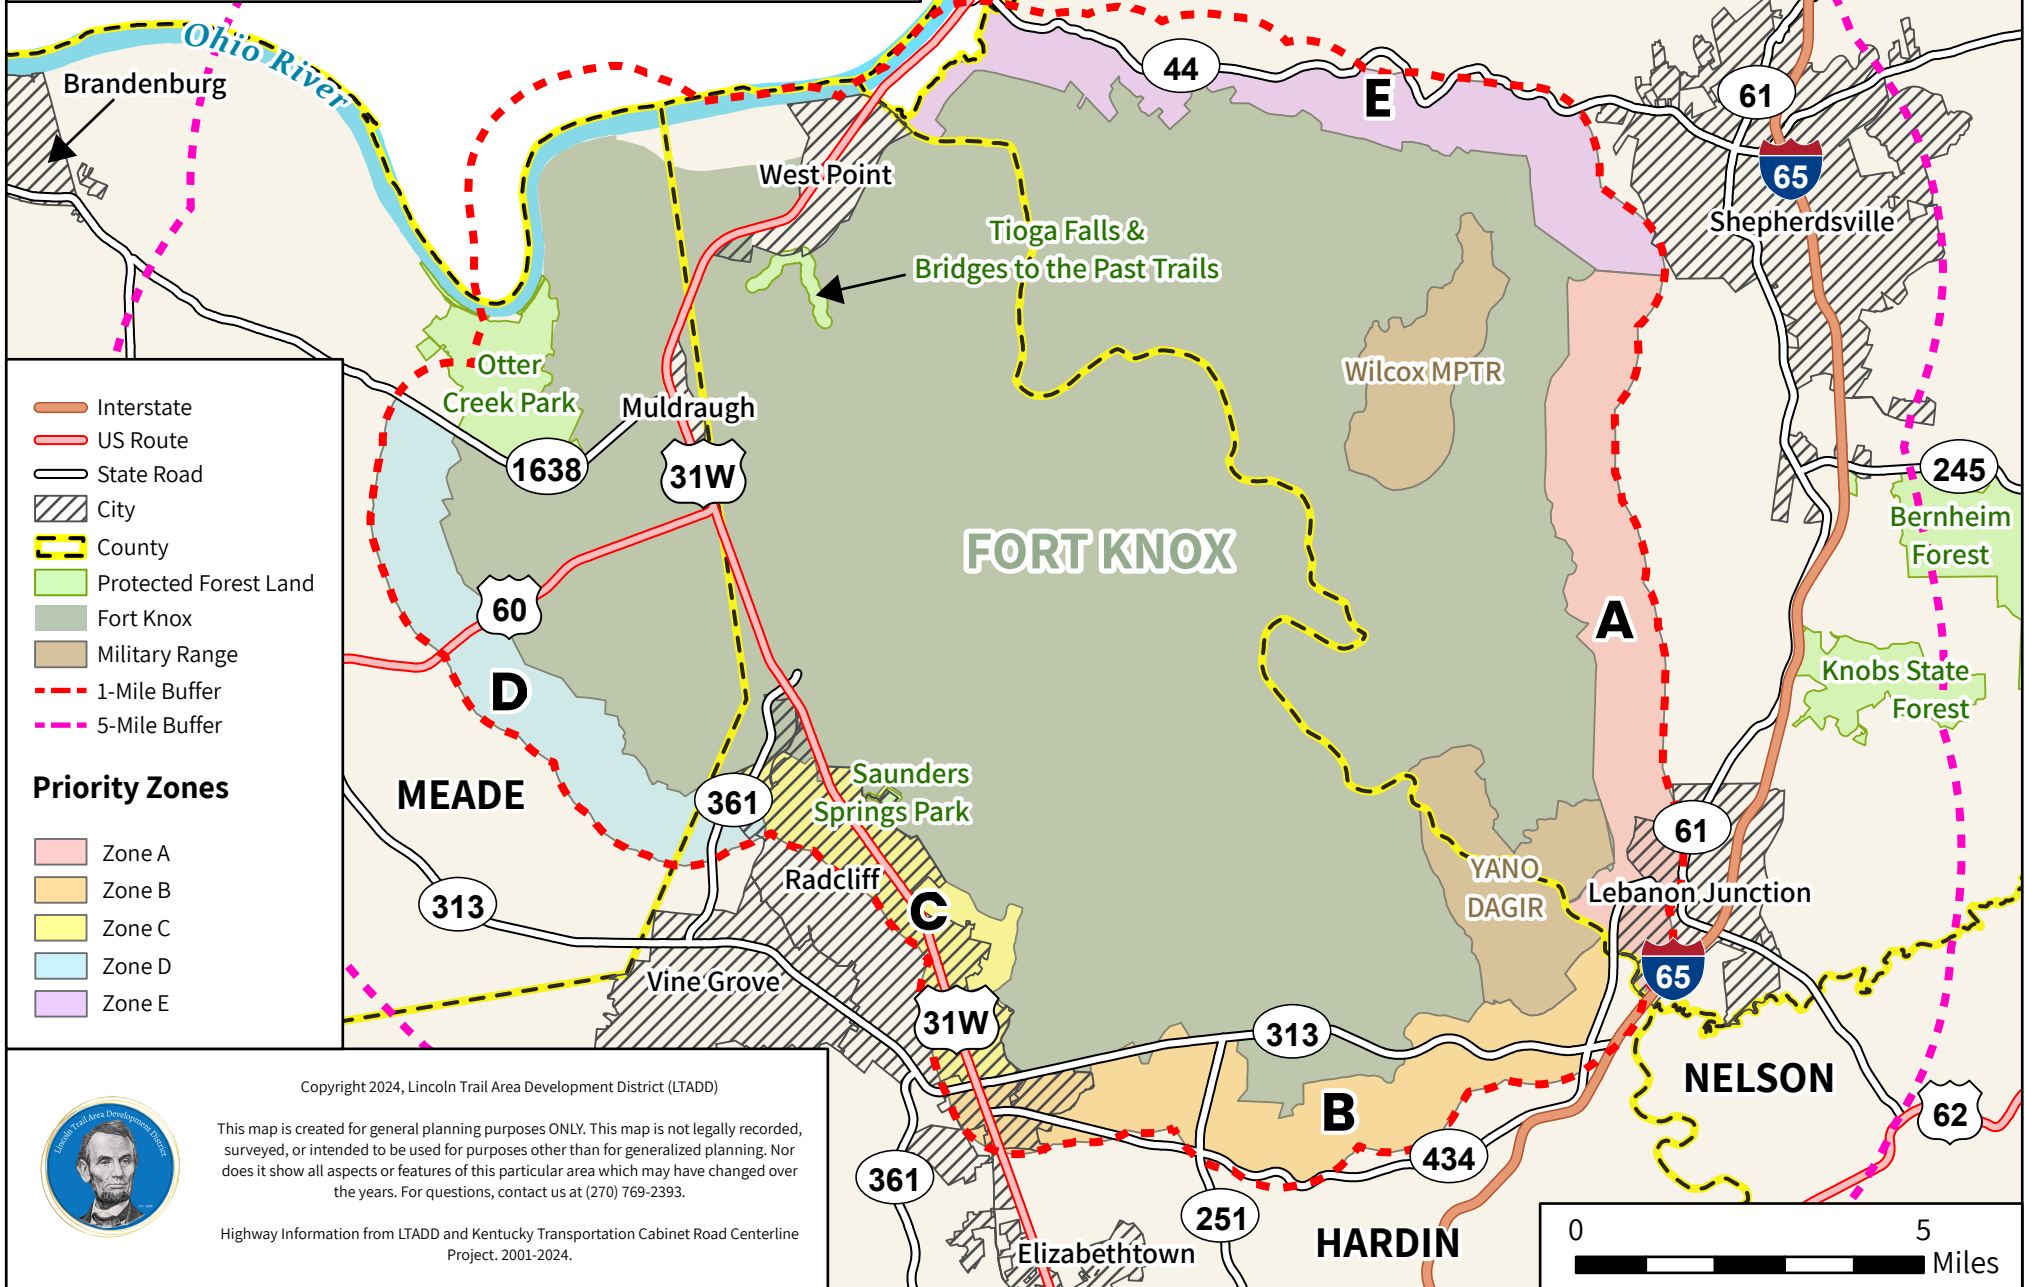 Ohio River
Brandenburg
44
E
61
65
West Point
Shepherdsville
Tioga Falls &
Bridges to the Past Trails
Otter
Creek Park
Wilcox MPTR
Muldraugh
1638
31W
245
Bernheim
Forest
FORT KNOX
60
A
D
Knobs State
Forest
MEADE
361
Saunders
Springs Park
61
313
Radcliff
C
YANO
DAGIR
Lebanon Junction
Vine Grove
65
31W
313
NELSON
B
62
434
361
251
HARDIN
Elizabethtown
Interstate
US Route
State Road
City
County
Protected Forest Land
Fort Knox
Military Range
1-Mile Buffer
5-Mile Buffer
Priority Zones
Zone A
Zone B
Zone C
Zone D
Zone E
Lincoln Trail Area Development District
Copyright 2024, Lincoln Trail Area Development District (LTADD)
This map is created for general planning purposes ONLY. This map is not legally recorded,
surveyed, or intended to be used for purposes other than for generalized planning. Nor
does it show all aspects or features of this particular area which may have changed over
the years. For questions, contact us at (270) 769-2393.
Highway Information from LTADD and Kentucky Transportation Cabinet Road Centerline
Project. 2001-2024.
0 5
Miles